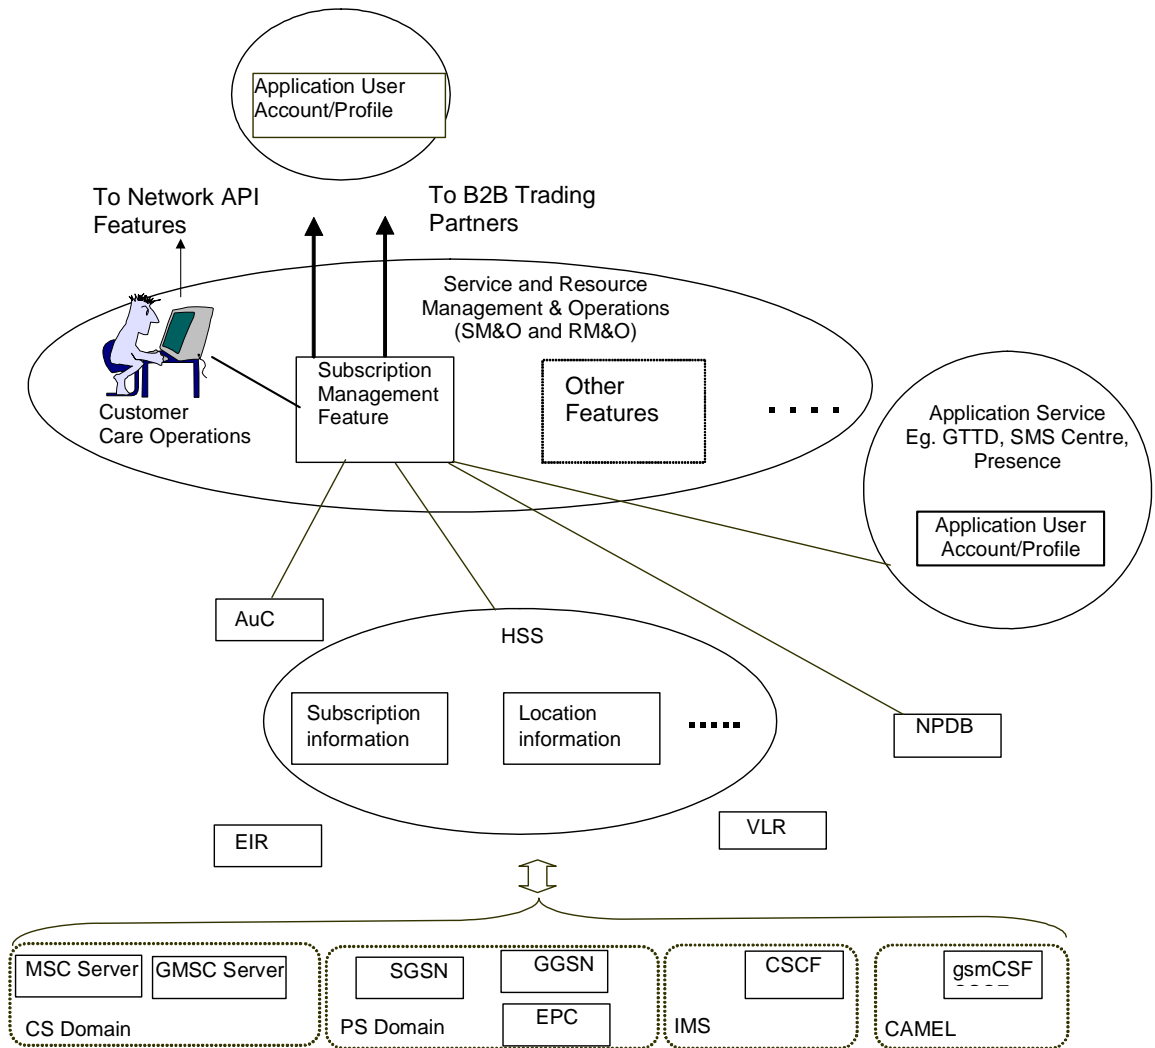 Application User
Account/Profile
To Network API
Features
To B2B Trading
Partners
Service and Resource
Management & Operations
(SM&O and RM&O)
Subscription
Management
Feature
Other
Features
Customer
Care Operations
Application Service
Eg. GTTD, SMS Centre,
Presence
Application User
Account/Profile
AuC
HSS
Subscription
information
Location
information
NPDB
EIR
VLR
MSC Server
GMSC Server
CS Domain
SGSN
GGSN
EPC
PS Domain
CSCF
IMS
gsmCSF
CAMEL